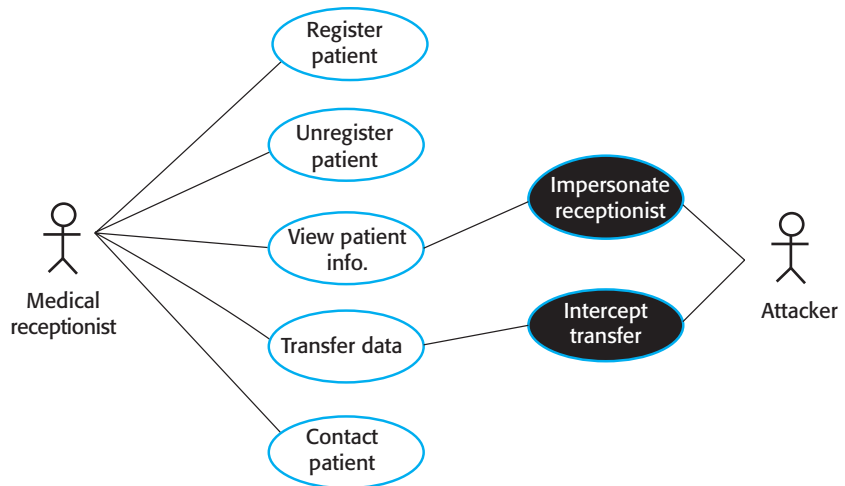 Register
patient
Unregister
patient
Impersonate
receptionist
View patient
info.
Medical
receptionist
Transfer data
Intercept
transfer
Attacker
Contact
patient